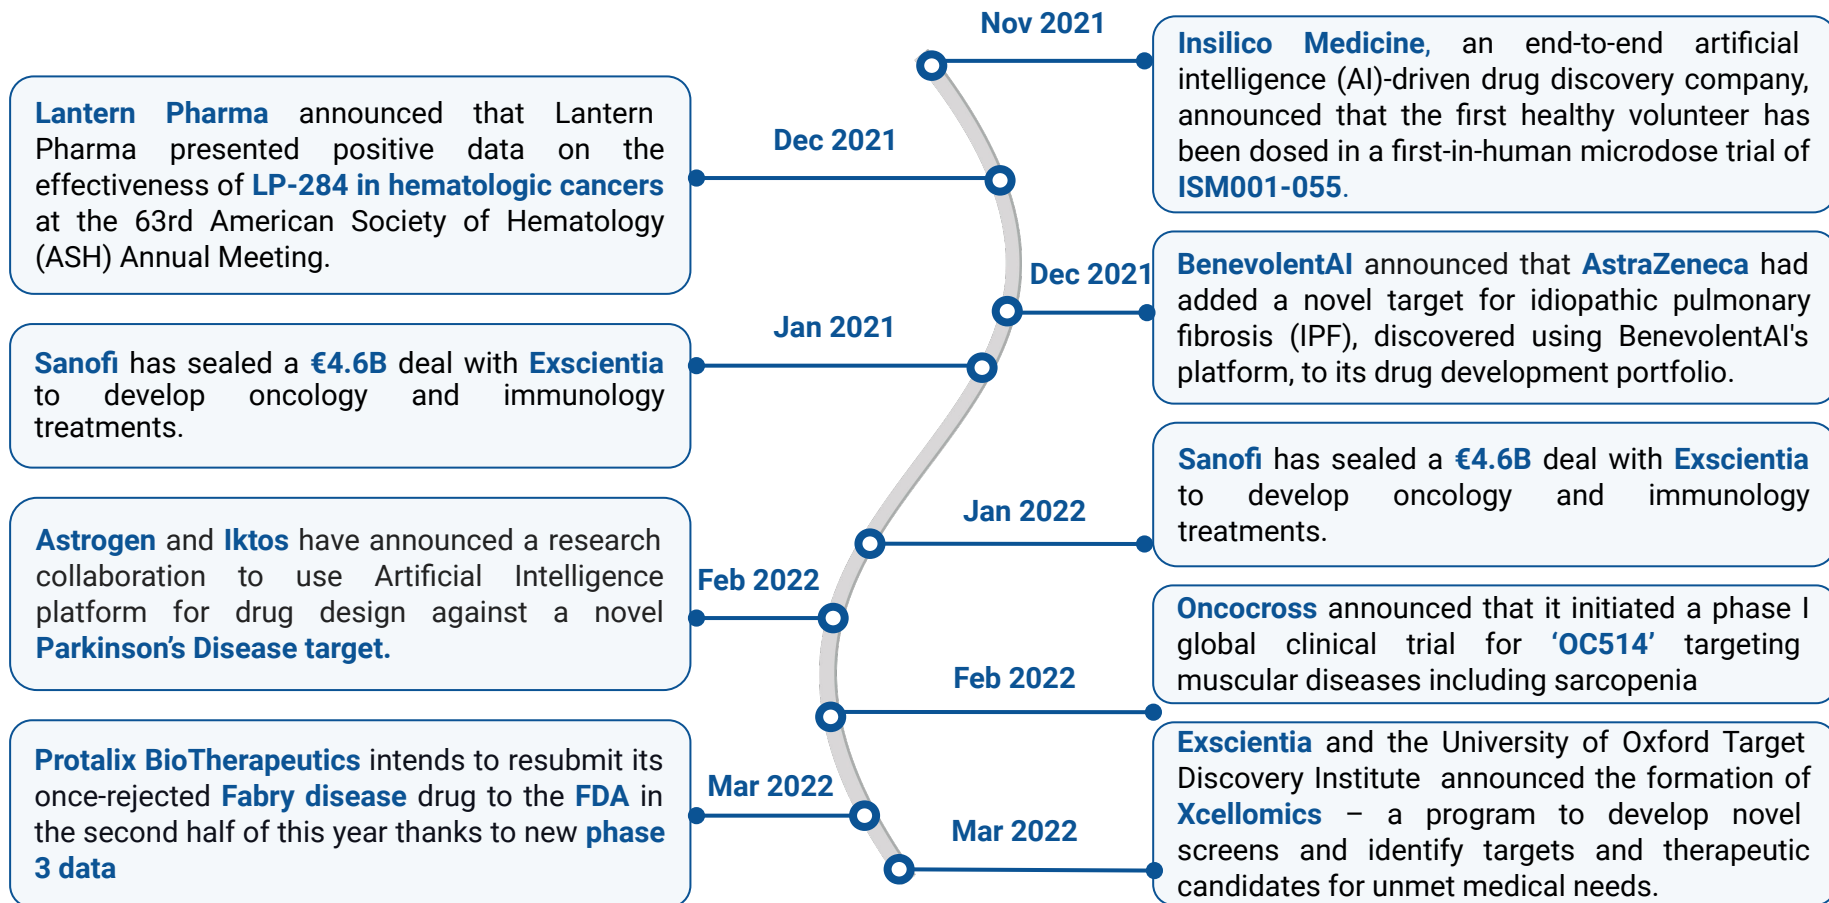 Nov 2021
Insilico Medicine, an end-to-end artificial
intelligence (AI)-driven drug discovery company,
announced that the first healthy volunteer has
been dosed in a first-in-human microdose trial of
ISM001-055.
Dec 2021
Lantern Pharma announced that Lantern
Pharma presented positive data on the
effectiveness of LP-284 in hematologic cancers
at the 63rd American Society of Hematology
(ASH) Annual Meeting.
Dec 2021
BenevolentAI announced that AstraZeneca had
added a novel target for idiopathic pulmonary
fibrosis (IPF), discovered using BenevolentAI's
platform, to its drug development portfolio.
Jan 2021
Sanofi has sealed a €4.6B deal with Exscientia
to develop oncology and immunology
treatments.
Jan 2022
Sanofi has sealed a €4.6B deal with Exscientia
to develop oncology and immunology
treatments.
Feb 2022
Astrogen and Iktos have announced a research
collaboration to use Artificial Intelligence
platform for drug design against a novel
Parkinson’s Disease target.
Feb 2022
Oncocross announced that it initiated a phase I
global clinical trial for ‘OC514’ targeting
muscular diseases including sarcopenia
Mar 2022
Protalix BioTherapeutics intends to resubmit its
once-rejected Fabry disease drug to the FDA in
the second half of this year thanks to new phase
3 data
Mar 2022
Exscientia and the University of Oxford Target
Discovery Institute announced the formation of
Xcellomics – a program to develop novel
screens and identify targets and therapeutic
candidates for unmet medical needs.